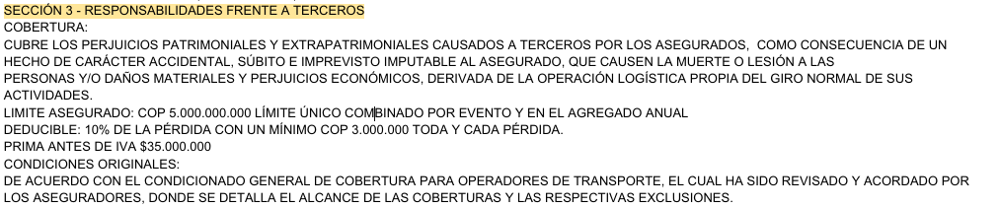 SECCIÓN 3 - RESPONSABILIDADES FRENTE A TERCEROS
COBERTURA:
CUBRE LOS PERJUICIOS PATRIMONIALES Y EXTRAPATRIMONIALES CAUSADOS A TERCEROS POR LOS ASEGURADOS, COMO CONSECUENCIA DE UN
HECHO DE CARÁCTER ACCIDENTAL, SÚBITO E IMPREVISTO IMPUTABLE AL ASEGURADO, QUE CAUSEN LA MUERTE O LESIÓN A LAS
PERSONAS Y/O DAÑOS MATERIALES Y PERJUICIOS ECONÓMICOS, DERIVADA DE LA OPERACIÓN LOGÍSTICA PROPIA DEL GIRO NORMAL DE SUS
ACTIVIDADES.
LIMITE ASEGURADO: COP 5.000.000.000 LÍMITE ÚNICO COMBINADO POR EVENTO Y EN EL AGREGADO ANUAL
DEDUCIBLE: 10% DE LA PÉRDIDA CON UN MÍNIMO COP 3.000.000 TODA Y CADA PÉRDIDA.
PRIMA ANTES DE IVA $35.000.000
CONDICIONES ORIGINALES:
DE ACUERDO CON EL CONDICIONADO GENERAL DE COBERTURA PARA OPERADORES DE TRANSPORTE, EL CUAL HA SIDO REVISADO Y ACORDADO POR
LOS ASEGURADORES, DONDE SE DETALLA EL ALCANCE DE LAS COBERTURAS Y LAS RESPECTIVAS EXCLUSIONES.